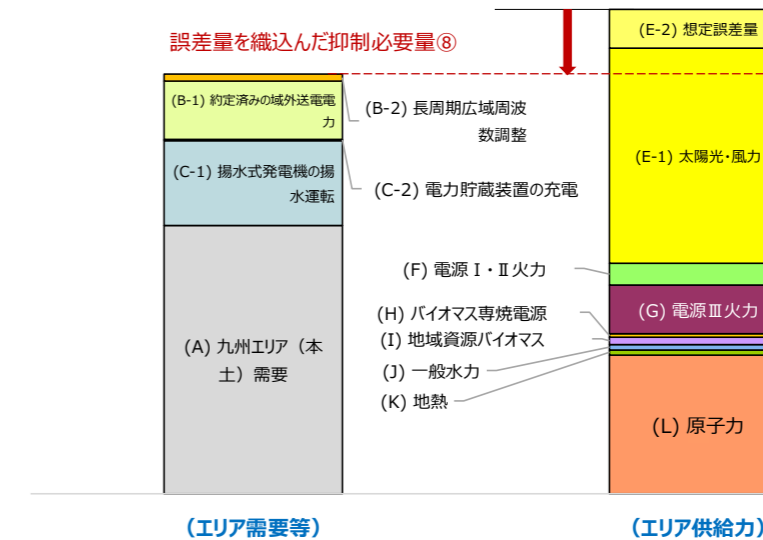 誤差量を織込んだ抑制必要量⑧
(B-1) 約定済みの域外送電電
力
(B-2) 長周期広域周波
数調整
(C-1) 揚水式発電機の揚
水運転
(C-2) 電力貯蔵装置の充電
(A) 九州エリア（本
土）需要
(E-2) 想定誤差量
(E-1) 太陽光・風力
(F) 電源Ⅰ・Ⅱ火力
(G) 電源Ⅲ火力
(H) バイオマス専焼電源
(I) 地域資源バイオマス
(J) 一般水力
(K) 地熱
(L) 原子力
（エリア需要等）
（エリア供給力）